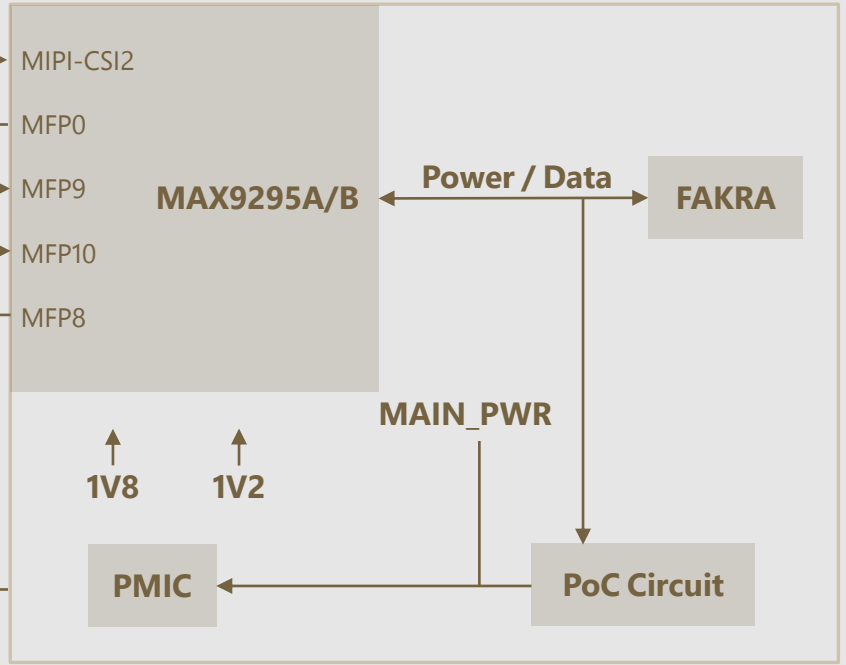 MIPI-CSI2
MFP0
MFP9
MFP10
MFP8
MAX9295A/B
Power / Data
FAKRA
MAIN_PWR
1V8
1V2
PMIC
PoC Circuit